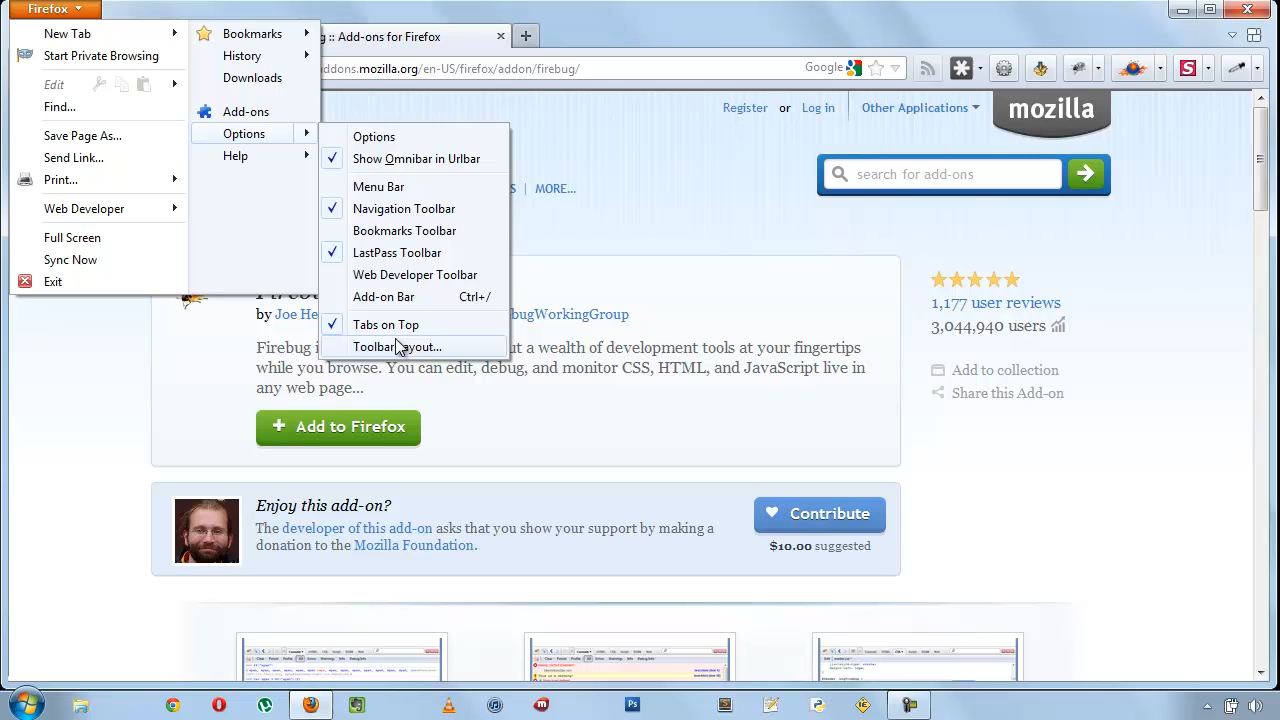 Firefox
g :: Add-ons for Firefox
ddons.mozilla.org/en-US/firefox/addon/firebug/
Google
New Tab
Start Private Browsing
Edit
Find...
Save Page As...
Send Link...
Print...
Web Developer
Full Screen
Sync Now
Exit
Bookmarks
History
Downloads
Add-ons
Options
Help
Options
Show Omnibar in Urlbar
Menu Bar
Navigation Toolbar
Bookmarks Toolbar
LastPass Toolbar
Web Developer Toolbar
Add-on Bar Ctrl+/
Tabs on Top
Toolbar Layout...
Register or Log in
Other Applications
mozilla
search for add-ons
S | MORE...
by Joe He
bugWorkingGroup
Firebug i
t a wealth of development tools at your fingertips
while you browse. You can edit, debug, and monitor CSS, HTML, and JavaScript live in
any web page...
Add to Firefox
1,177 user reviews
3,044,940 users
Add to collection
Share this Add-on
Enjoy this add-on?
The developer of this add-on asks that you show your support by making a
donation to the Mozilla Foundation.
Contribute
$10.00 suggested